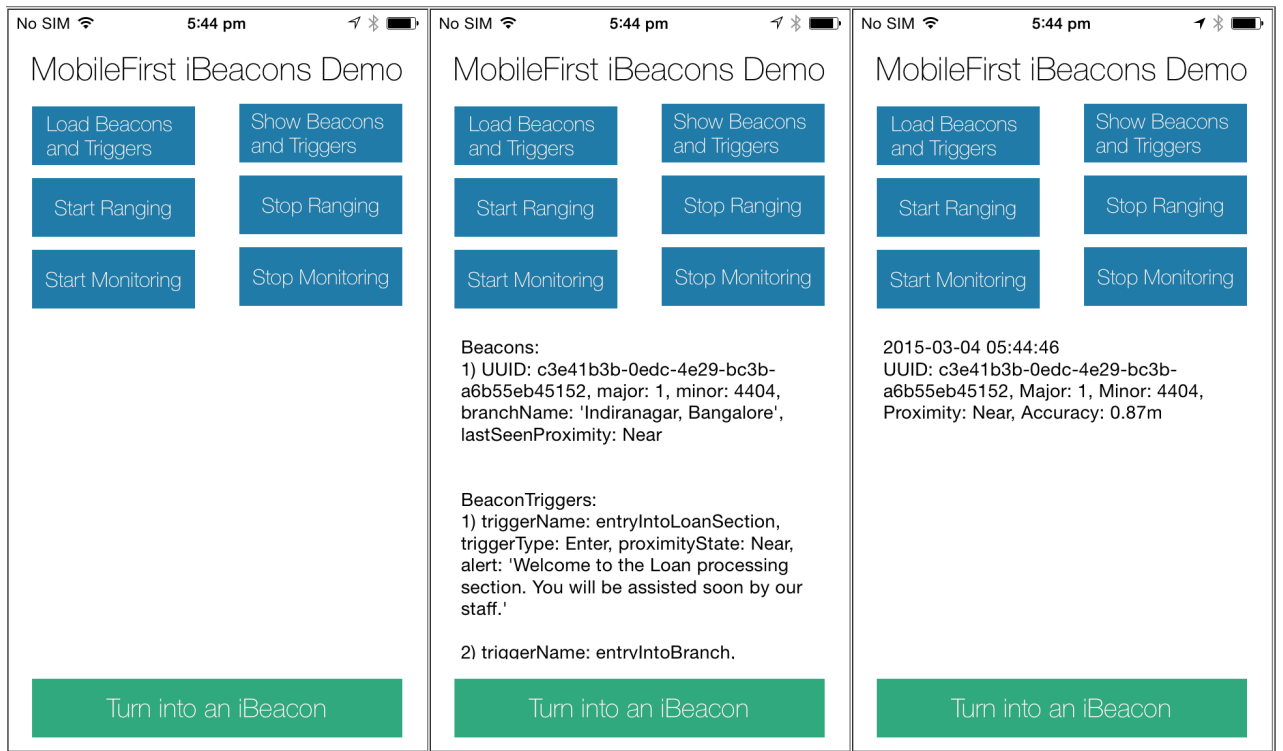 No SIM 5:44 pm
MobileFirst iBeacons Demo
Load Beacons
and Triggers
Show Beacons
and Triggers
Start Ranging
Stop Ranging
Start Monitoring
Stop Monitoring
Turn into an iBeacon
No SIM 5:44 pm
MobileFirst iBeacons Demo
Load Beacons
and Triggers
Show Beacons
and Triggers
Start Ranging
Stop Ranging
Start Monitoring
Stop Monitoring
Beacons:
1) UUID: c3e41b3b-0edc-4e29-bc3b-
a6b55eb45152, major: 1, minor: 4404,
branchName: 'Indiranagar, Bangalore',
lastSeenProximity: Near
BeaconTriggers:
1) triggerName: entryIntoLoanSection,
triggerType: Enter, proximityState: Near,
alert: 'Welcome to the Loan processing
section. You will be assisted soon by our
staff.'
2) triggerName: entryIntoBranch,
Turn into an iBeacon
No SIM 5:44 pm
MobileFirst iBeacons Demo
Load Beacons
and Triggers
Show Beacons
and Triggers
Start Ranging
Stop Ranging
Start Monitoring
Stop Monitoring
2015-03-04 05:44:46
UUID: c3e41b3b-0edc-4e29-bc3b-
a6b55eb45152, Major: 1, Minor: 4404,
Proximity: Near, Accuracy: 0.87m
Turn into an iBeacon